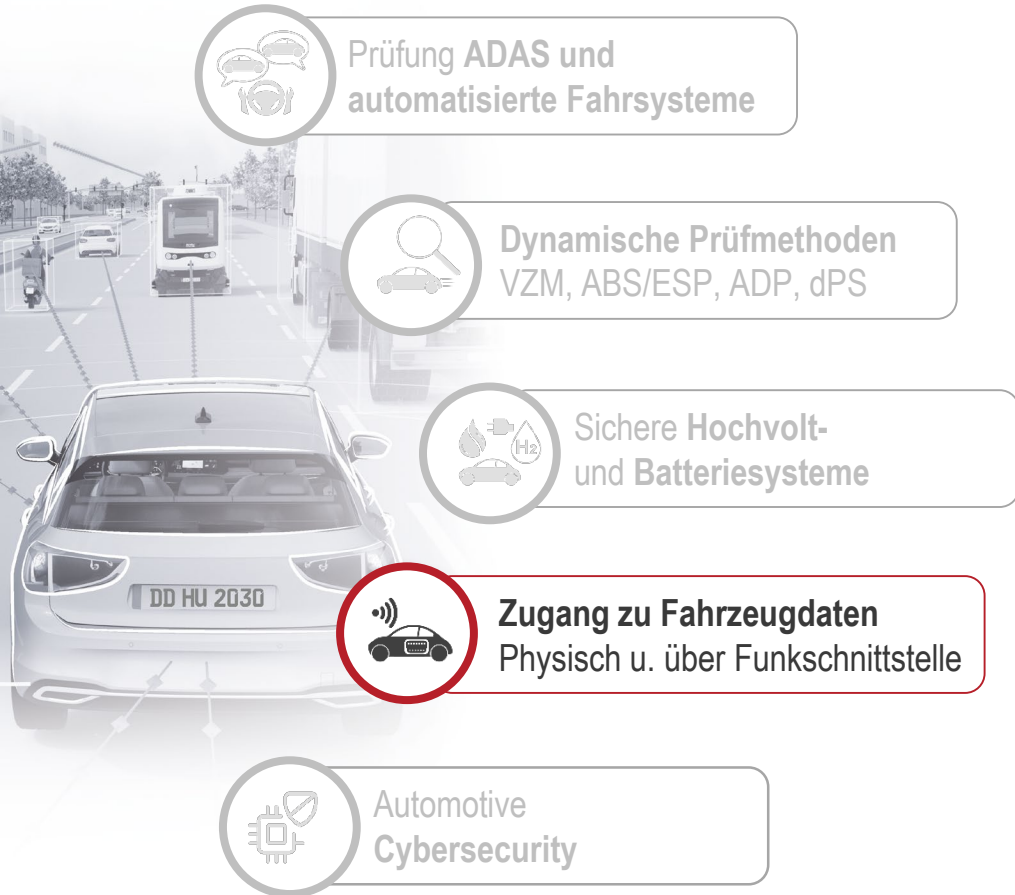 Prüfung ADAS und
automatisierte Fahrsysteme
Dynamische Prüfmethoden
VZM, ABS/ESP, ADP, dPS
H2
Sichere Hochvolt-
und Batteriesysteme
DD HU 2030
Zugang zu Fahrzeugdaten
Physisch u. über Funkschnittstelle
Automotive
Cybersecurity